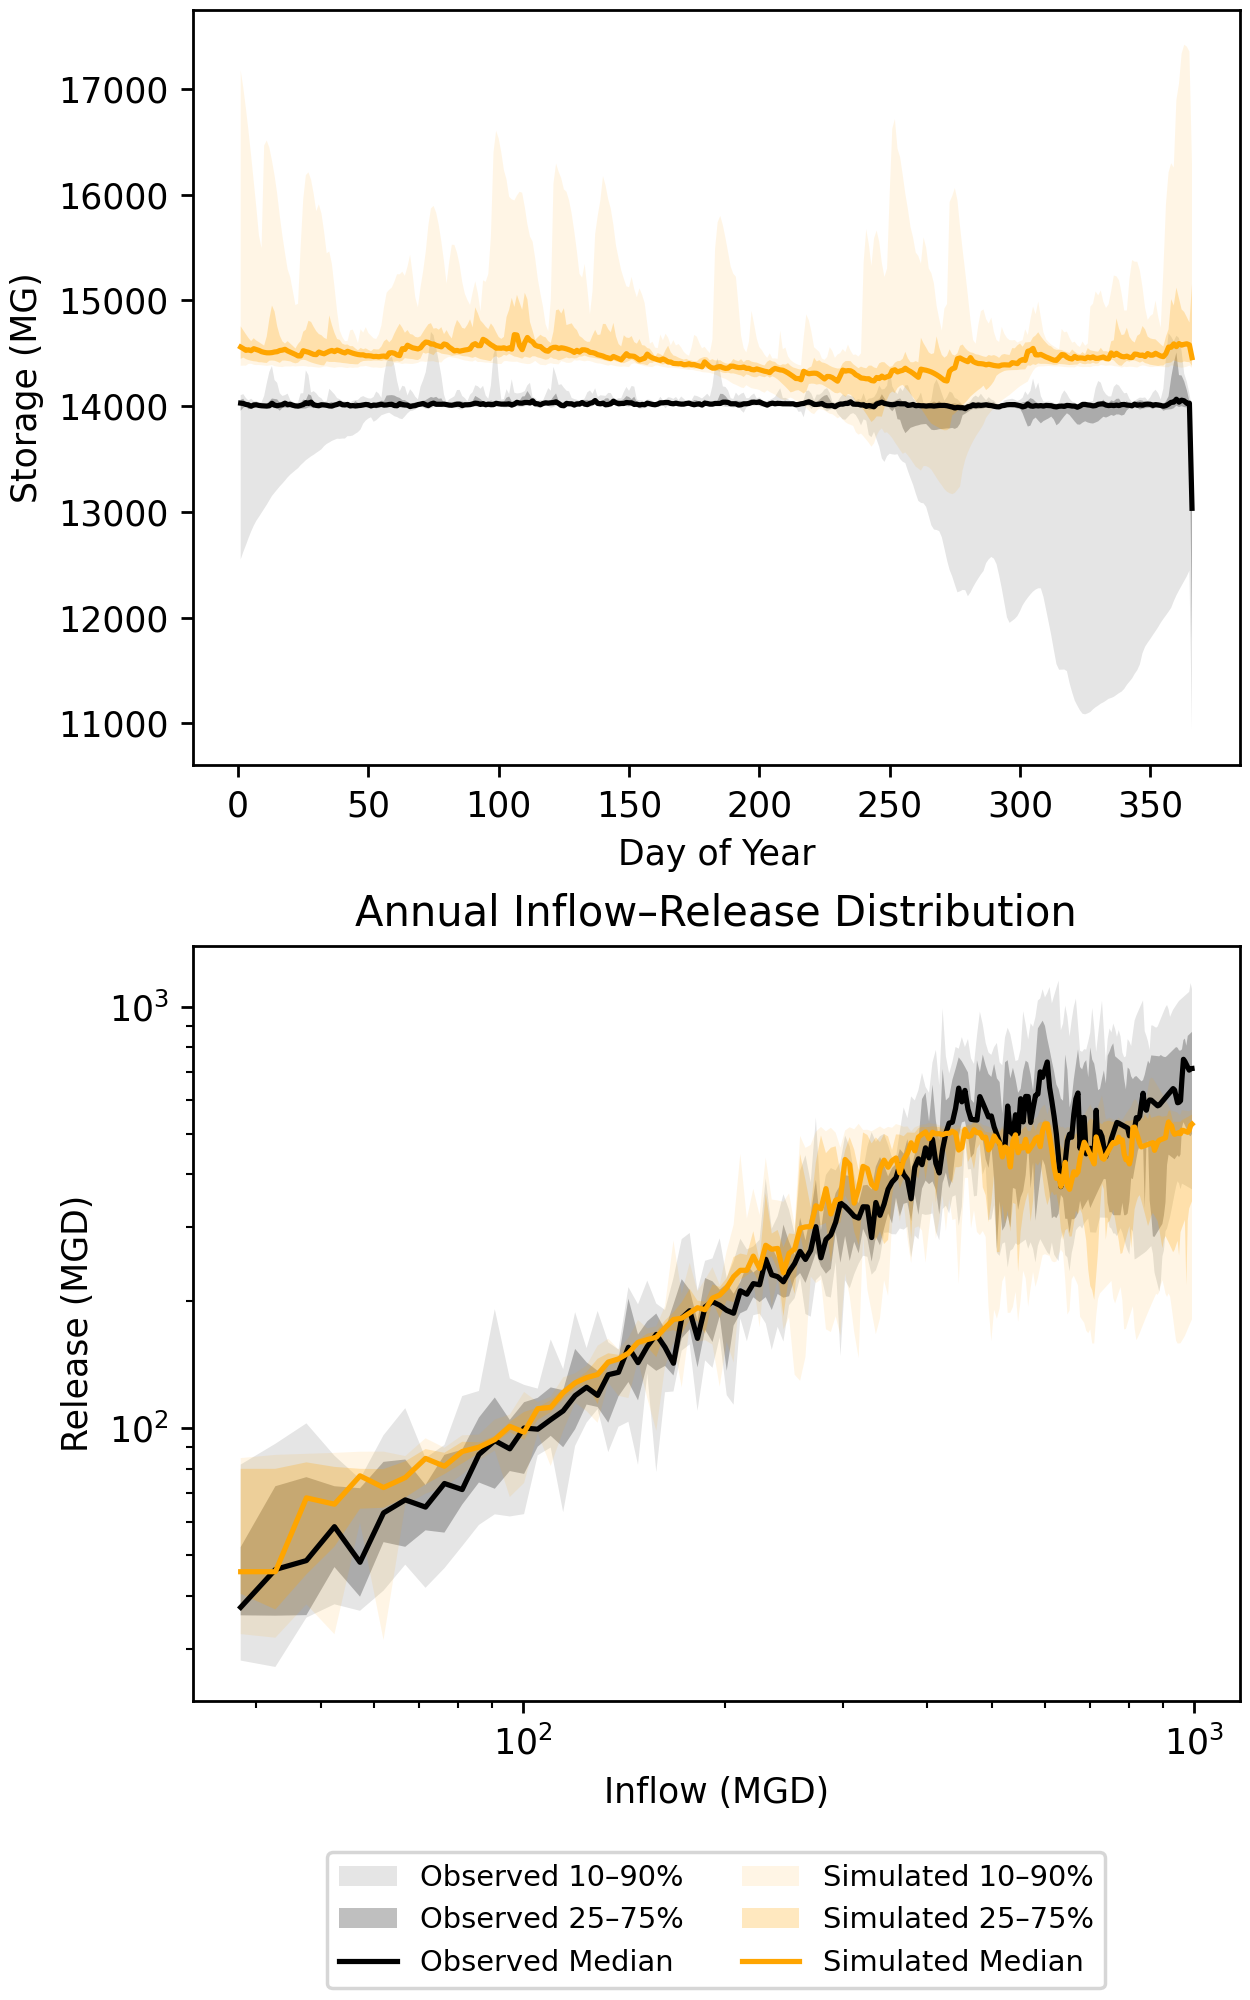 17000
16000
15000
14000
13000
12000
11000
Storage (MG)
0 50 100 150 200 250 300 350
Day of Year
Annual Inflow–Release Distribution
10³
10²
Release (MGD)
10² 10³
Inflow (MGD)
Observed 10–90% Simulated 10–90%
Observed 25–75% Simulated 25–75%
Observed Median Simulated Median